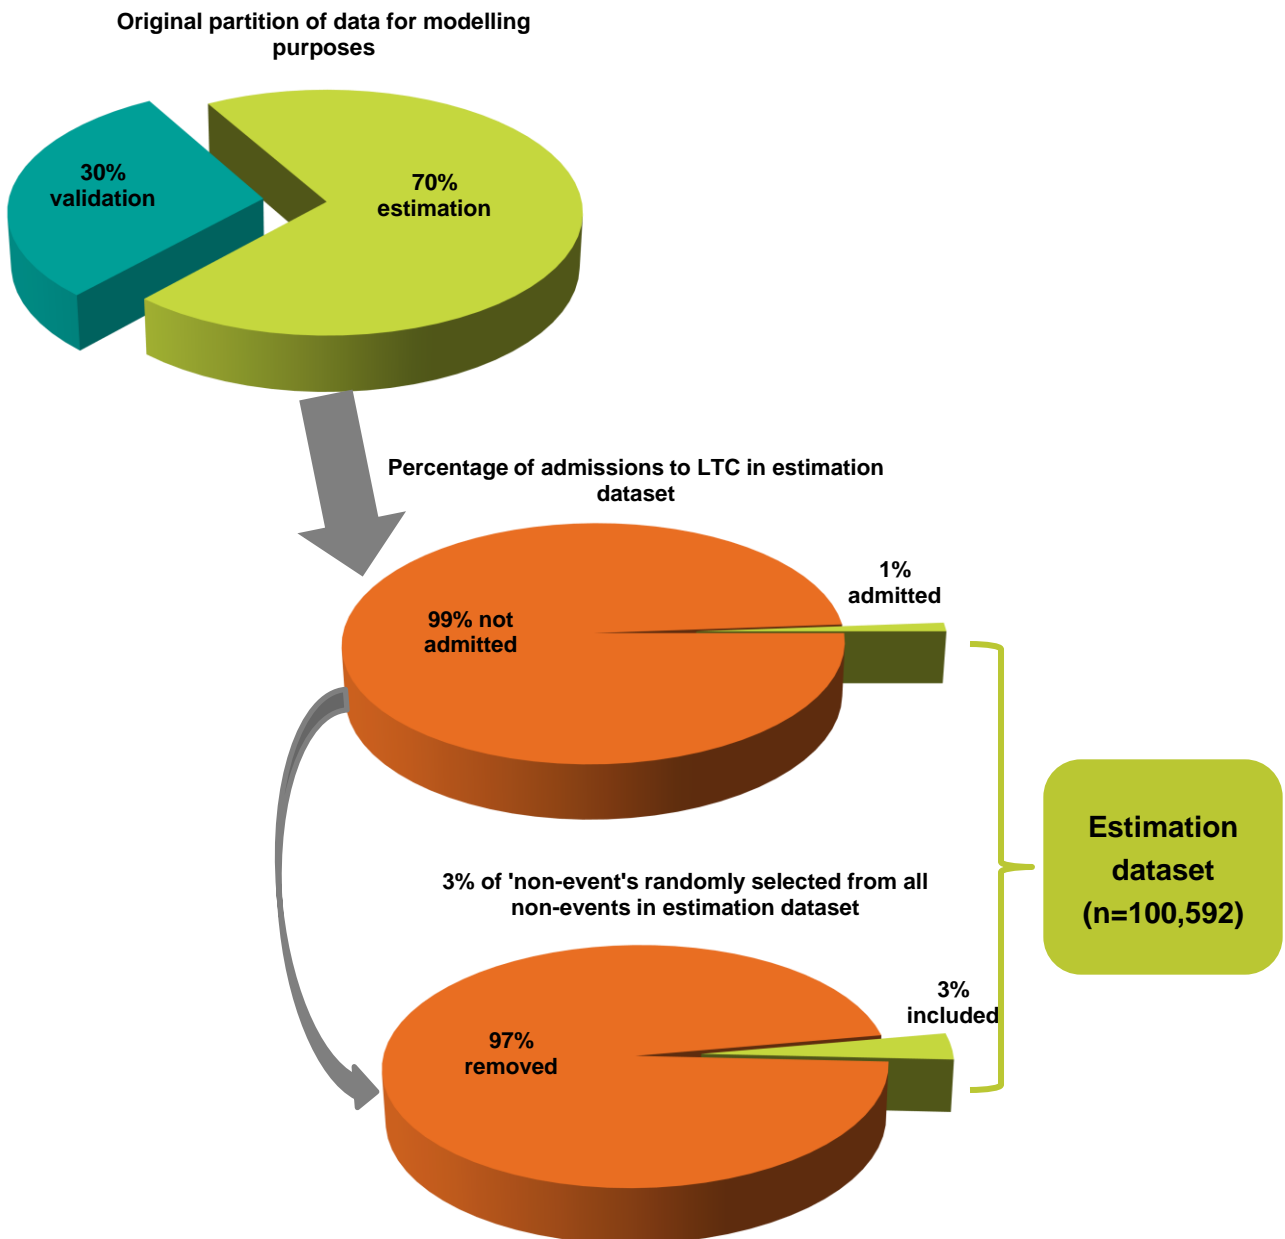 Original partition of data for modelling
purposes
30%
validation
70%
estimation
Percentage of admissions to LTC in estimation
dataset
1%
admitted
99% not
admitted
Estimation
dataset
(n=100,592)
3% of 'non-event's randomly selected from all
non-events in estimation dataset
3%
included
97%
removed